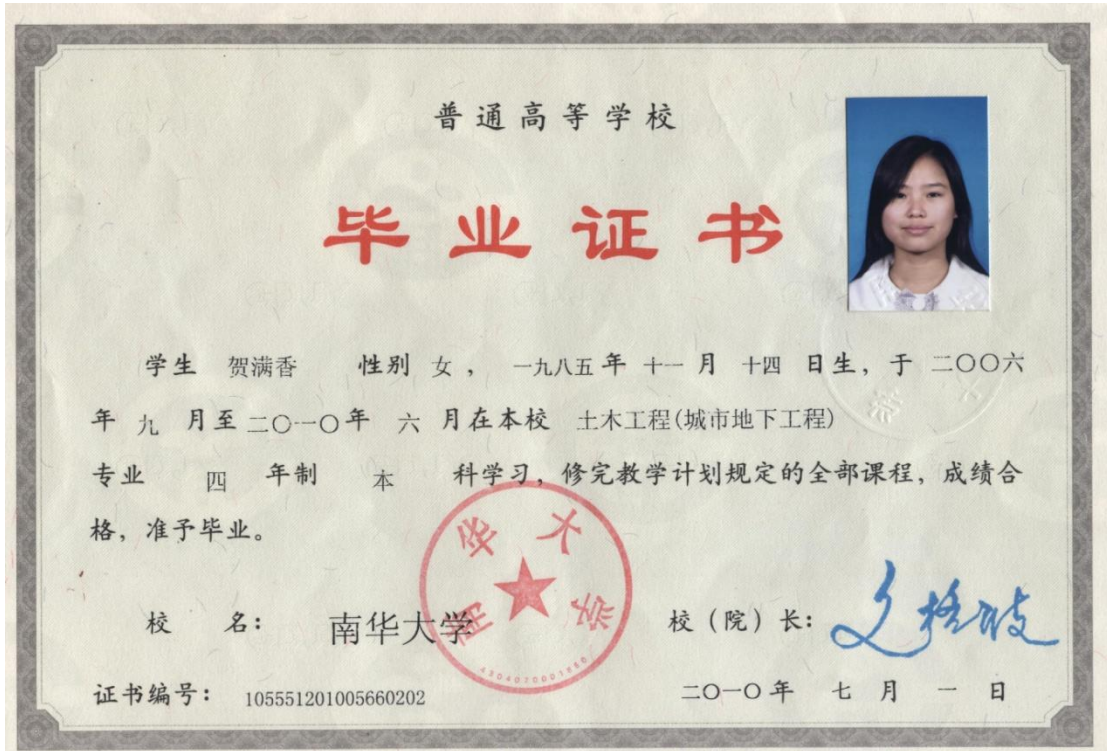 普通高等学校
毕业证书
学生 贺满香 性别 女， 一九八五年 十一 月 十四 日生，于 二〇〇六
年 九 月至二〇一〇年 六 月在本校 土木工程(城市地下工程)
专业 四 年制 本 科学习，修完教学计划规定的全部课程，成绩合
格，准予毕业。
南华大学
校 名： 南华大学 校（院）长：
4304070001660
证书编号： 105551201005660202 二〇一〇年 七 月 一 日